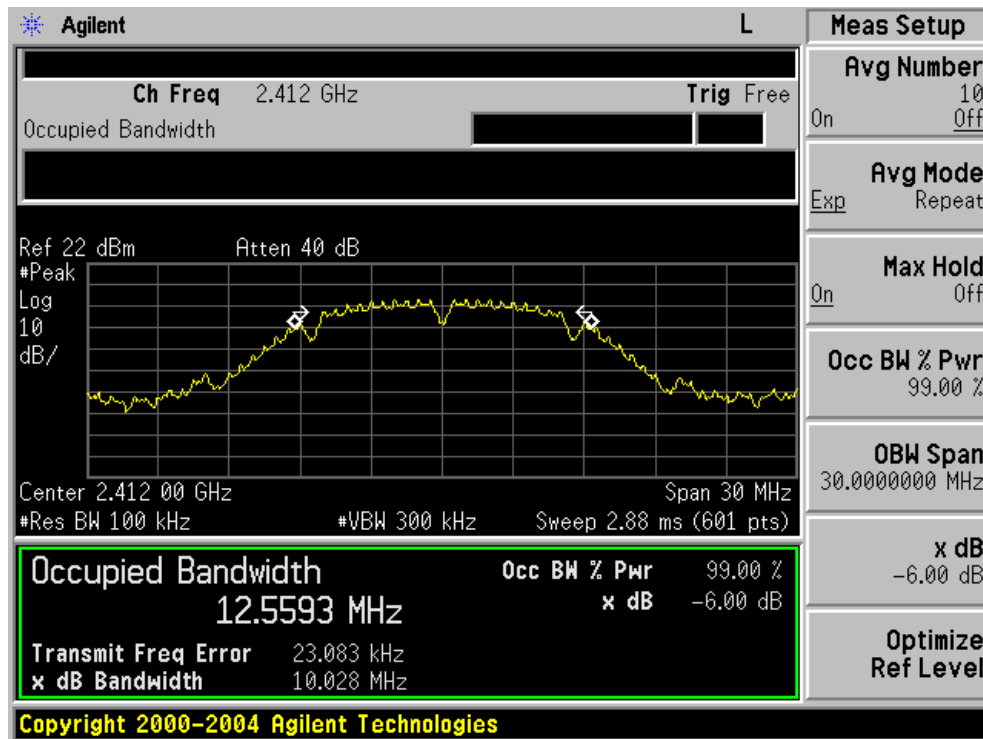 Agilent L Meas Setup
Ch Freq 2.412 GHz Trig Free
Occupied Bandwidth
Avg Number
10
On Off
Avg Mode
Exp Repeat
Max Hold
On Off
Occ BW % Pwr
99.00 %
OBW Span
30.0000000 MHz
x dB
-6.00 dB
Optimize
Ref Level
Ref 22 dBm Atten 40 dB
#Peak
Log
10
dB/
Center 2.412 00 GHz Span 30 MHz
#Res BW 100 kHz #VBW 300 kHz Sweep 2.88 ms (601 pts)
Occupied Bandwidth Occ BW % Pwr 99.00 %
12.5593 MHz x dB -6.00 dB
Transmit Freq Error 23.083 kHz
x dB Bandwidth 10.028 MHz
Copyright 2000-2004 Agilent Technologies